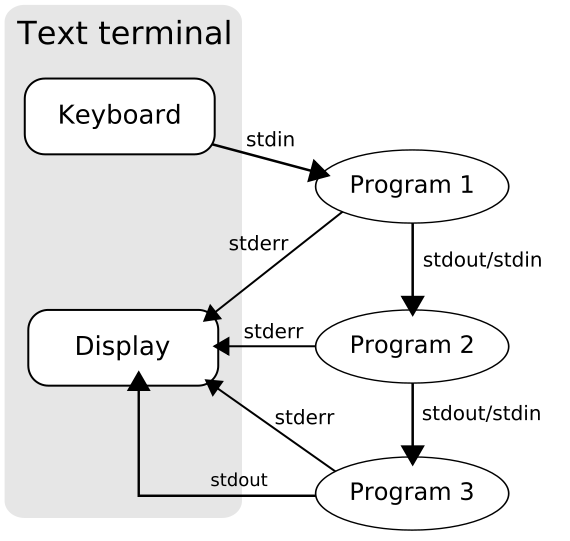 Text terminal
Keyboard
stdin
Program 1
stderr
stdout/stdin
Display
stderr
Program 2
stderr
stdout/stdin
stdout
Program 3